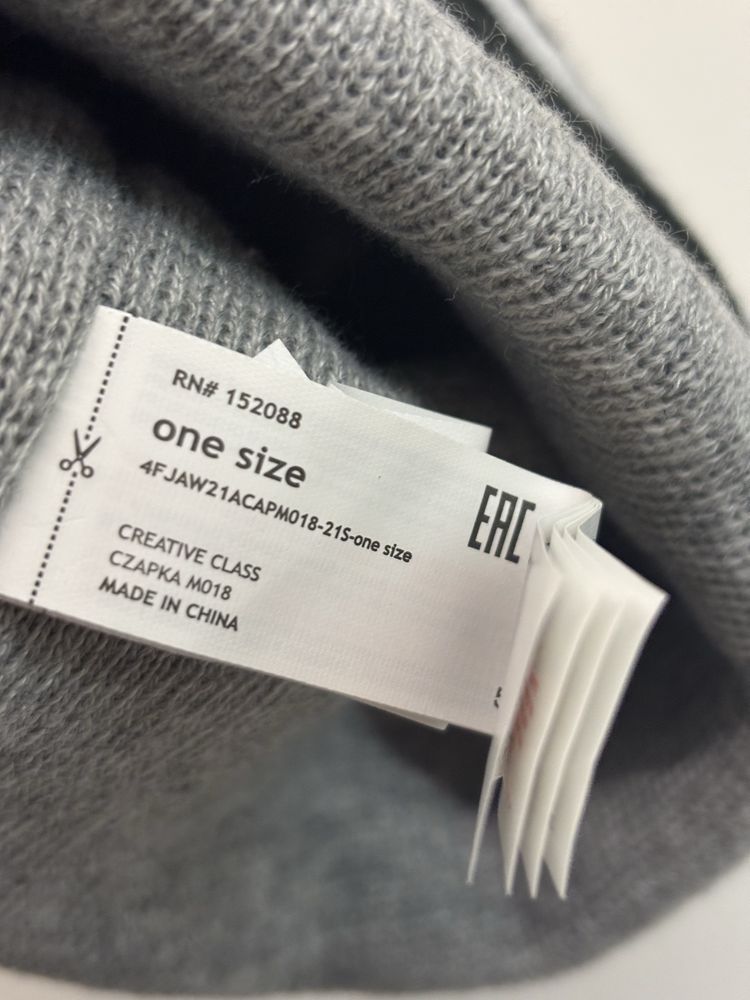 RN# 152088
one size
4FJAW21ACAPM018-21S-one size
EAC
CREATIVE CLASS
CZAPKA M018
MADE IN CHINA